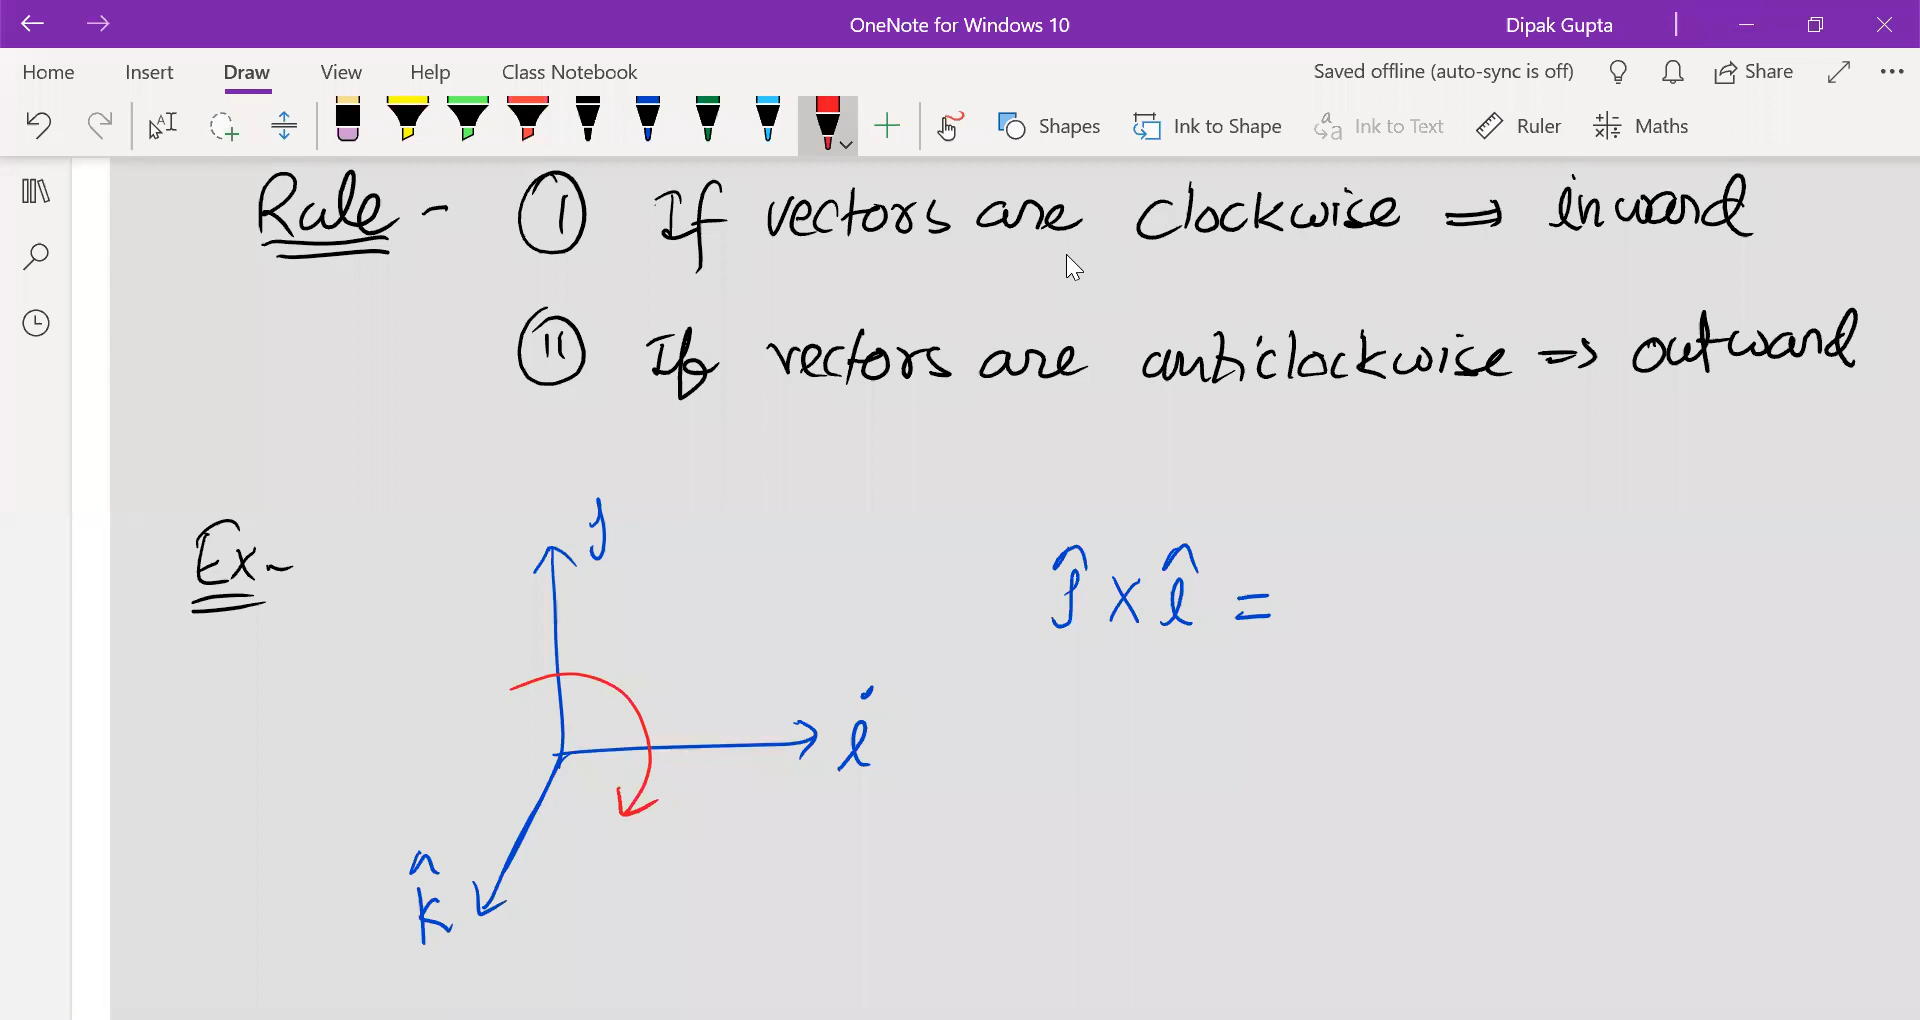 OneNote for Windows 10
Dipak Gupta
Home Insert Draw View Help Class Notebook
Saved offline (auto-sync is off) Share
Shapes Ink to Shape Ink to Text Ruler Maths
Rule - (I) If vectors are clockwise ⇒ inward
(II) If vectors are anticlockwise ⇒ outward
Ex-
j
ĵ × î =
i
k̂